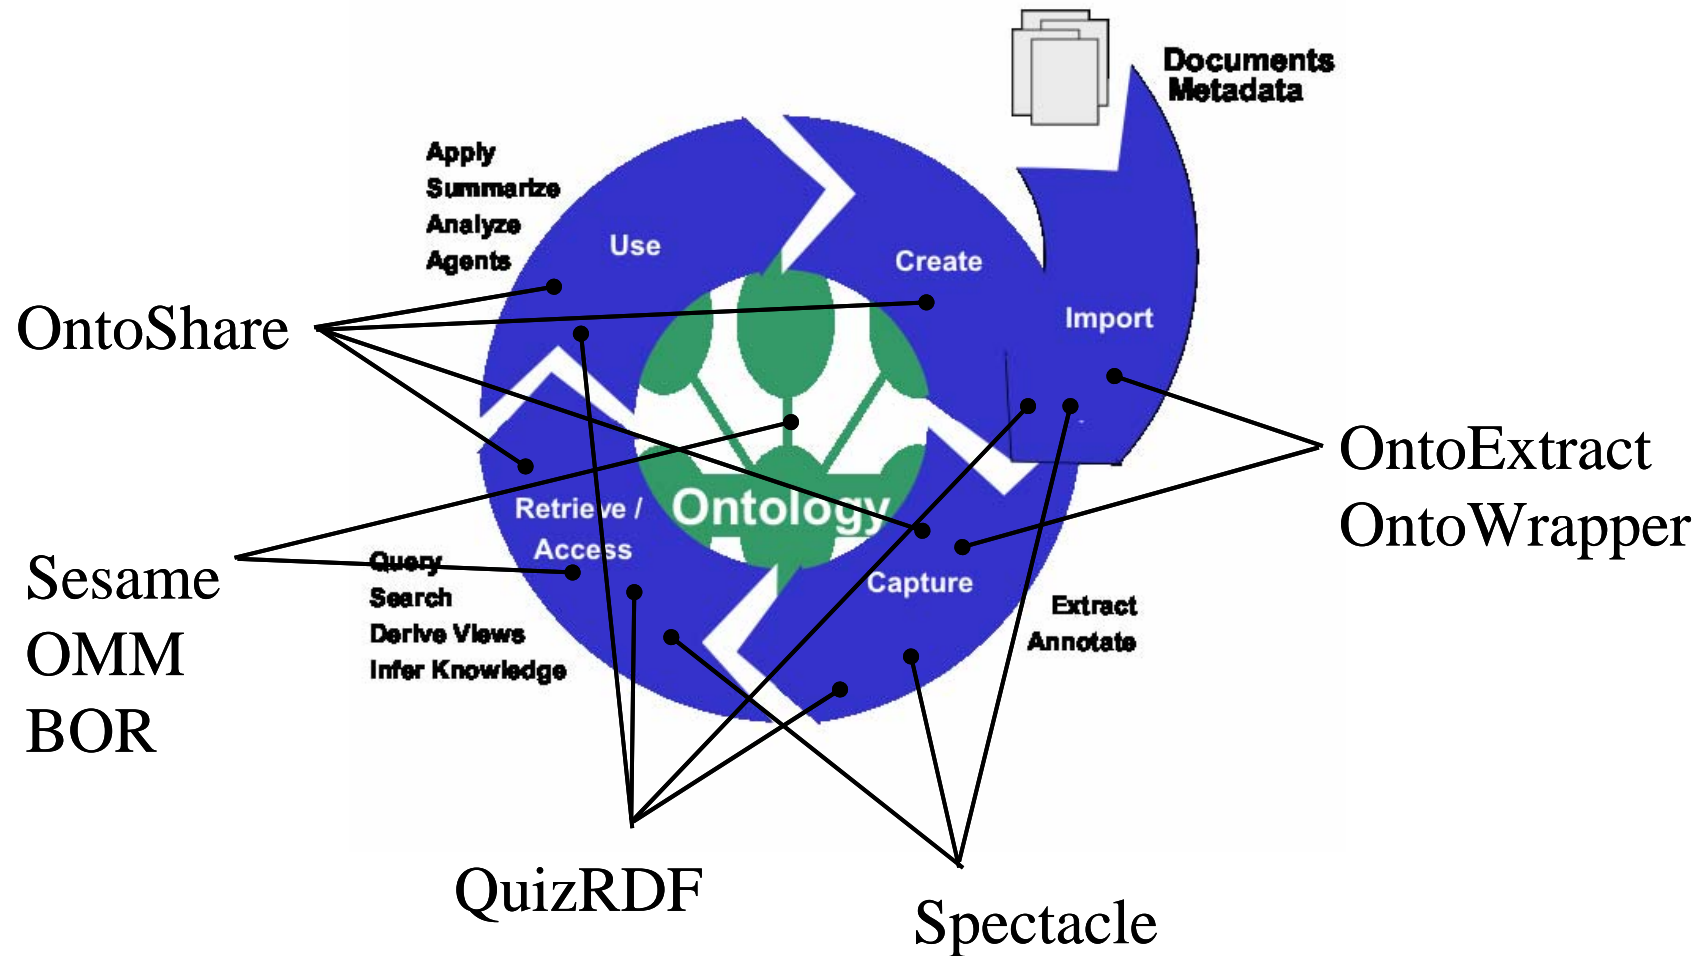 Documents
Metadata
Apply
Summarize
Analyze
Agents
Use
Create
Import
OntoShare
OntoExtract
OntoWrapper
Retrieve /
Access
Ontology
Capture
Query
Search
Derive Views
Infer Knowledge
Extract
Annotate
Sesame
OMM
BOR
QuizRDF
Spectacle